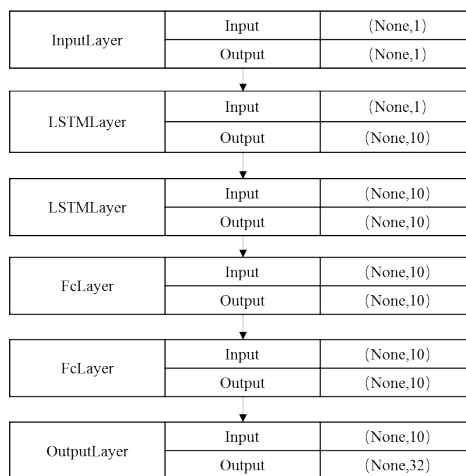 InputLayer Input (None,1)
Output (None,1)
LSTMLayer Input (None,1)
Output (None,10)
LSTMLayer Input (None,10)
Output (None,10)
FcLayer Input (None,10)
Output (None,10)
FcLayer Input (None,10)
Output (None,10)
OutputLayer Input (None,10)
Output (None,32)